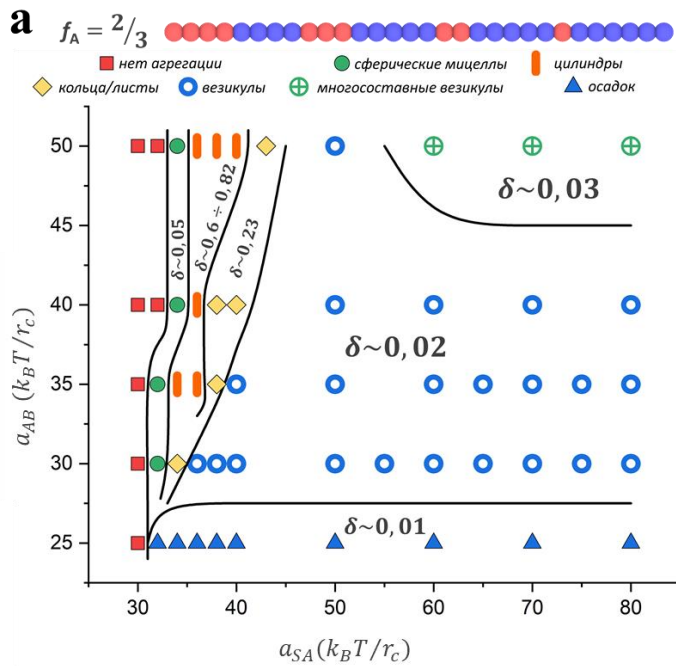 a
f_A = 2/3
нет агрегации сферические мицеллы цилиндры
кольца/листы везикулы многосоставные везикулы осадок
50
45
40
35
30
25
a_AB (k_BT/r_c)
δ~0,05
δ~0,6 ÷ 0,82
δ~0,23
δ~0,03
δ~0,02
δ~0,01
30 40 50 60 70 80
a_SA (k_BT/r_c)